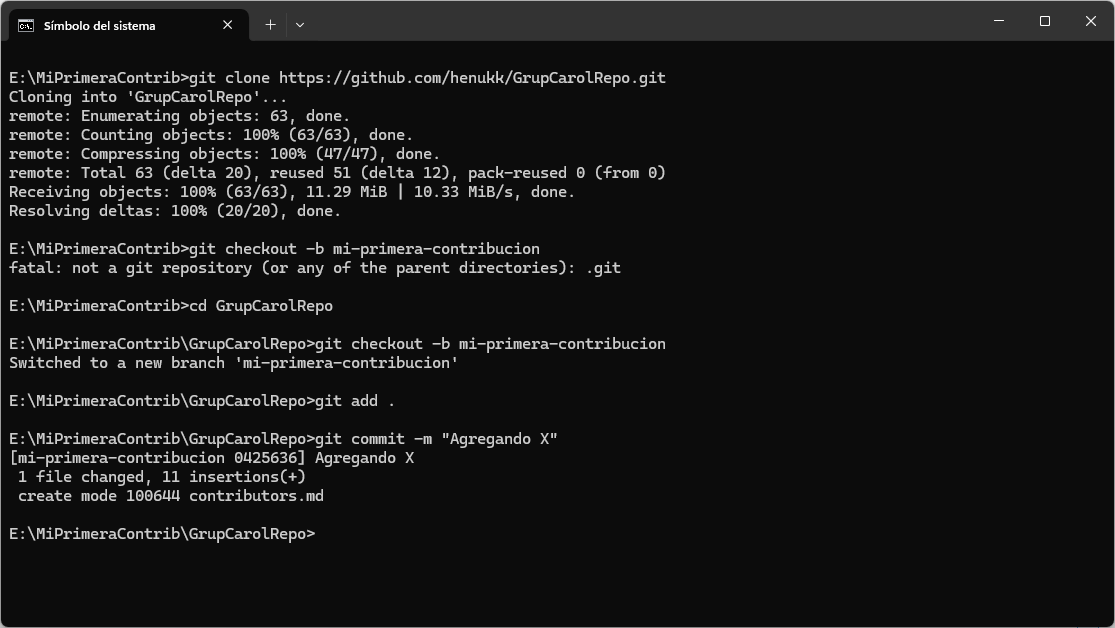 Símbolo del sistema
E:\MiPrimeraContrib>git clone https://github.com/henukk/GrupCarolRepo.git
Cloning into 'GrupCarolRepo'...
remote: Enumerating objects: 63, done.
remote: Counting objects: 100% (63/63), done.
remote: Compressing objects: 100% (47/47), done.
remote: Total 63 (delta 20), reused 51 (delta 12), pack-reused 0 (from 0)
Receiving objects: 100% (63/63), 11.29 MiB | 10.33 MiB/s, done.
Resolving deltas: 100% (20/20), done.
E:\MiPrimeraContrib>git checkout -b mi-primera-contribucion
fatal: not a git repository (or any of the parent directories): .git
E:\MiPrimeraContrib>cd GrupCarolRepo
E:\MiPrimeraContrib\GrupCarolRepo>git checkout -b mi-primera-contribucion
Switched to a new branch 'mi-primera-contribucion'
E:\MiPrimeraContrib\GrupCarolRepo>git add .
E:\MiPrimeraContrib\GrupCarolRepo>git commit -m "Agregando X"
[mi-primera-contribucion 0425636] Agregando X
 1 file changed, 11 insertions(+)
 create mode 100644 contributors.md
E:\MiPrimeraContrib\GrupCarolRepo>